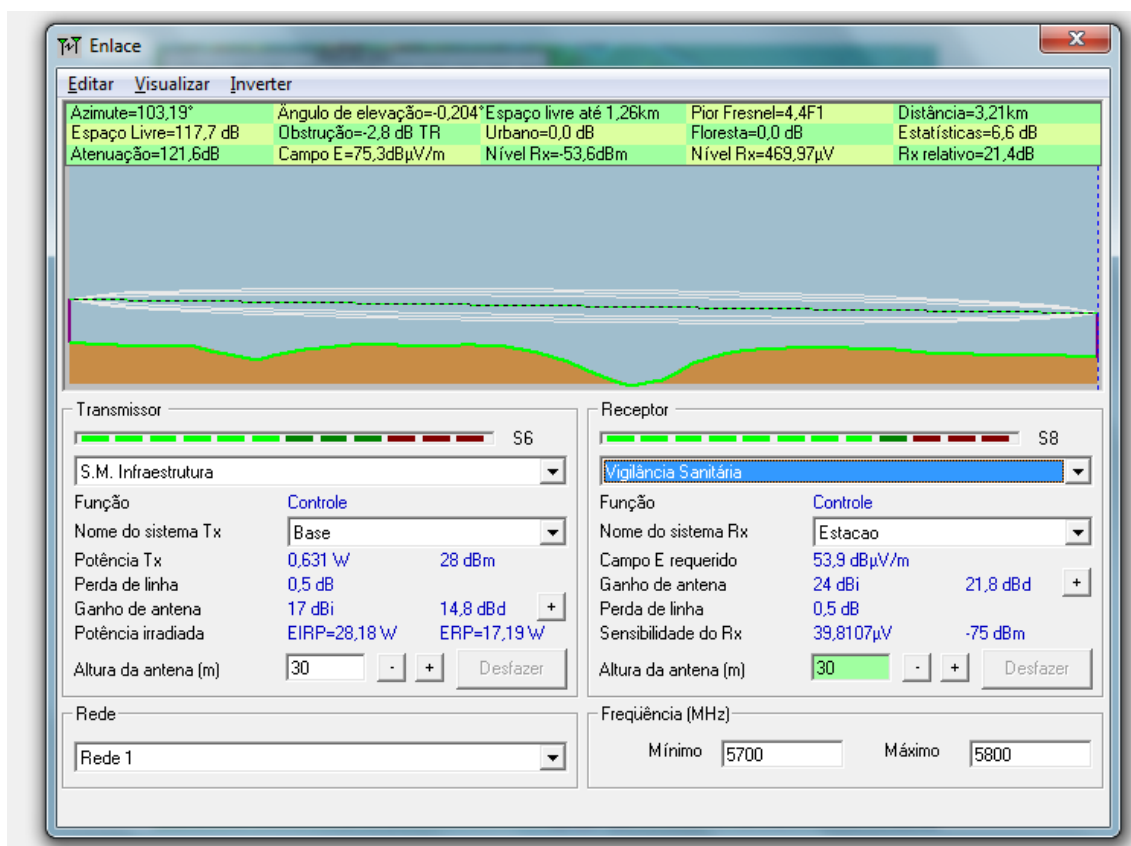 Enlace
Editar Visualizar Inverter
Azimute=103,19° Ângulo de elevação=-0,204° Espaço livre até 1,26km Pior Fresnel=4,4F1 Distância=3,21km
Espaço Livre=117,7 dB Obstrução=-2,8 dB TR Urbano=0,0 dB Floresta=0,0 dB Estatísticas=6,6 dB
Atenuação=121,6dB Campo E=75,3dBµV/m Nível Rx=-53,6dBm Nível Rx=469,97µV Rx relativo=21,4dB
Transmissor
S6
S.M. Infraestrutura
Função Controle
Nome do sistema Tx Base
Potência Tx 0,631 W 28 dBm
Perda de linha 0,5 dB
Ganho de antena 17 dBi 14,8 dBd +
Potência irradiada EIRP=28,18 W ERP=17,19 W
Altura da antena (m) 30 - + Desfazer
Receptor
S8
Vigilância Sanitária
Função Controle
Nome do sistema Rx Estacao
Campo E requerido 53,9 dBµV/m
Ganho de antena 24 dBi 21,8 dBd +
Perda de linha 0,5 dB
Sensibilidade do Rx 39,8107µV -75 dBm
Altura da antena (m) 30 - + Desfazer
Rede
Rede 1
Freqüência (MHz)
Mínimo 5700 Máximo 5800